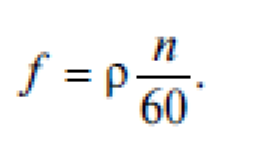 f = ρ n/60.